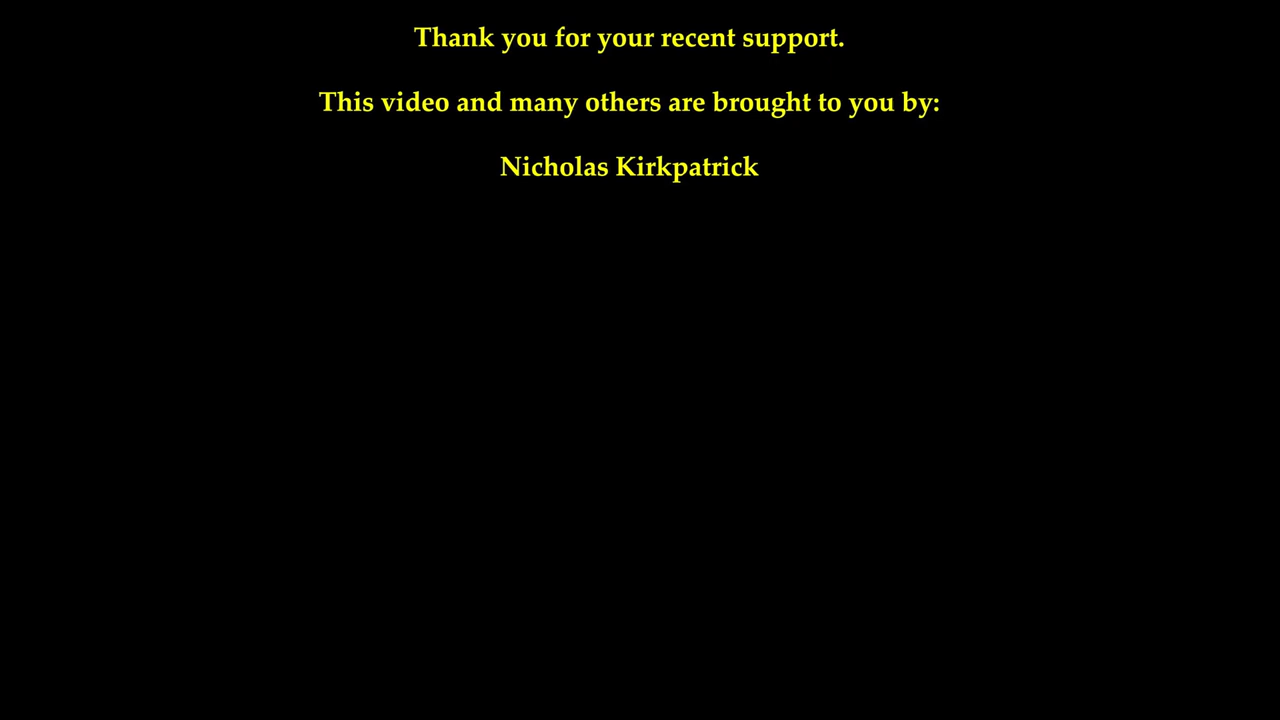 Thank you for your recent support.
This video and many others are brought to you by:
Nicholas Kirkpatrick